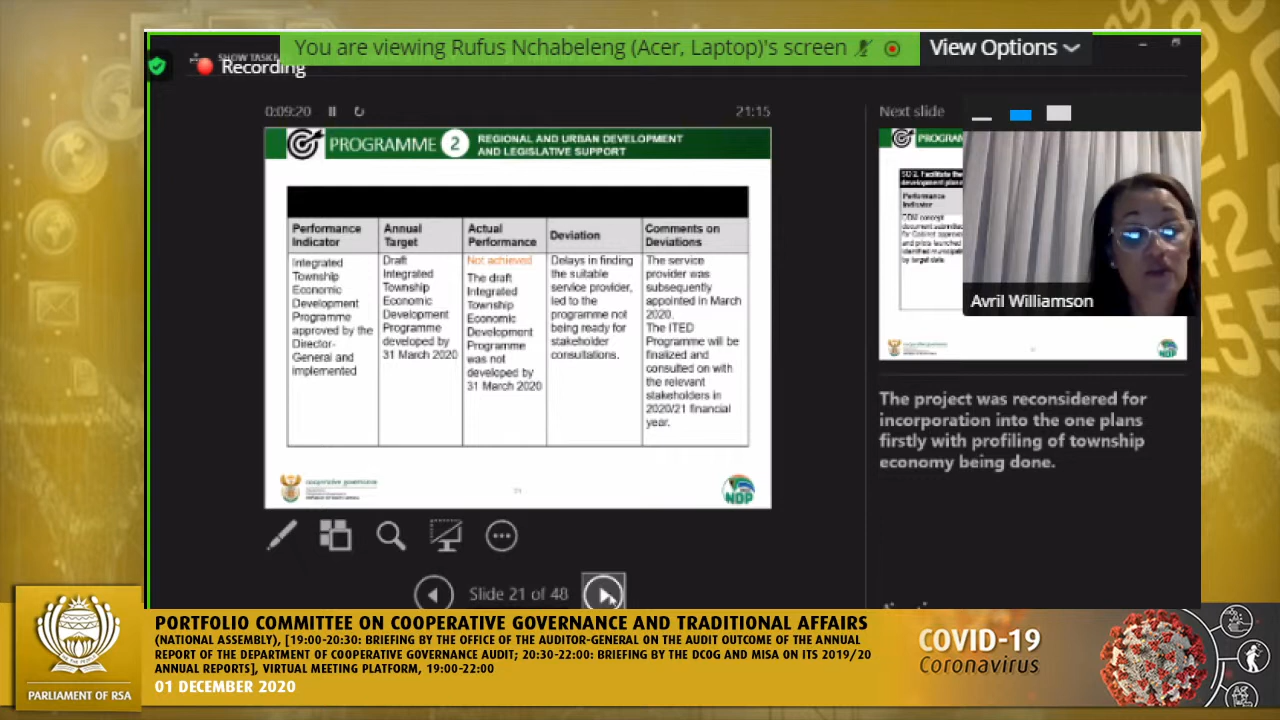 You are viewing Rufus Nchabeleng (Acer, Laptop)'s screen
View Options
Recording
0:09:20
21:15
Next slide
PROGRAMME 2 REGIONAL AND URBAN DEVELOPMENT
AND LEGISLATIVE SUPPORT
Performance
Indicator
Annual
Target
Actual
Performance
Deviation
Comments on
Deviations
Integrated
Township
Economic
Development
Programme
approved by the
Director-
General and
implemented
Draft
Integrated
Township
Economic
Development
Programme
developed by
31 March 2020
Not achieved
The draft
Integrated
Township
Economic
Development
Programme
was not
developed by
31 March 2020
Delays in finding
the suitable
service provider,
led to the
programme not
being ready for
stakeholder
consultations.
The service
provider was
subsequently
appointed in March
2020.
The ITED
Programme will be
finalized and
consulted on with
the relevant
stakeholders in
2020/21 financial
year.
cooperative governance
NDP
Performance
Indicator
Avril Williamson
The project was reconsidered for
incorporation into the one plans
firstly with profiling of township
economy being done.
Slide 21 of 48
PARLIAMENT OF RSA
PORTFOLIO COMMITTEE ON COOPERATIVE GOVERNANCE AND TRADITIONAL AFFAIRS
(NATIONAL ASSEMBLY), [19:00-20:30: BRIEFING BY THE OFFICE OF THE AUDITOR-GENERAL ON THE AUDIT OUTCOME OF THE ANNUAL
REPORT OF THE DEPARTMENT OF COOPERATIVE GOVERNANCE AUDIT; 20:30-22:00: BRIEFING BY THE DCOG AND MISA ON ITS 2019/20
ANNUAL REPORTS], VIRTUAL MEETING PLATFORM, 19:00-22:00
01 DECEMBER 2020
COVID-19
Coronavirus